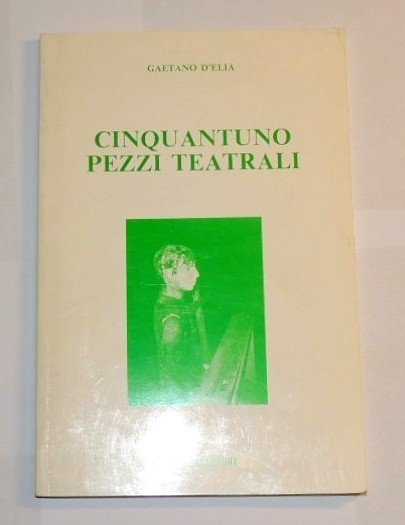 GAETANO D'ELIA
CINQUANTUNO
PEZZI TEATRALI